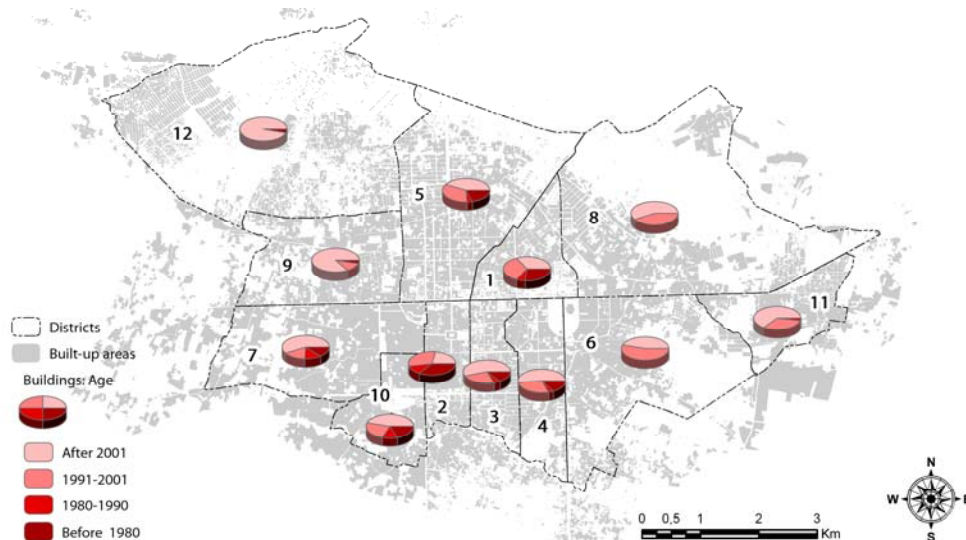 12
5
8
9
1
11
7
6
10
2
3
4
Districts
Built-up areas
Buildings: Age
After 2001
1991-2001
1980-1990
Before 1980
N
W
E
S
0 0,5 1 2 3
Km